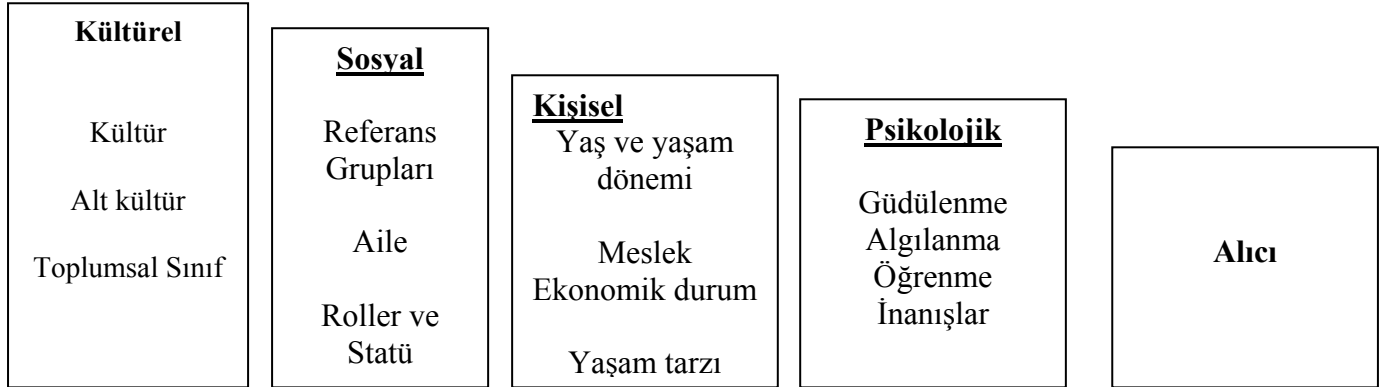 Kültürel
Kültür
Alt kültür
Toplumsal Sınıf
Sosyal
Referans
Grupları
Aile
Roller ve
Statü
Kişisel
Yaş ve yaşam
dönemi
Meslek
Ekonomik durum
Yaşam tarzı
Psikolojik
Güdülenme
Algılanma
Öğrenme
İnanışlar
Alıcı